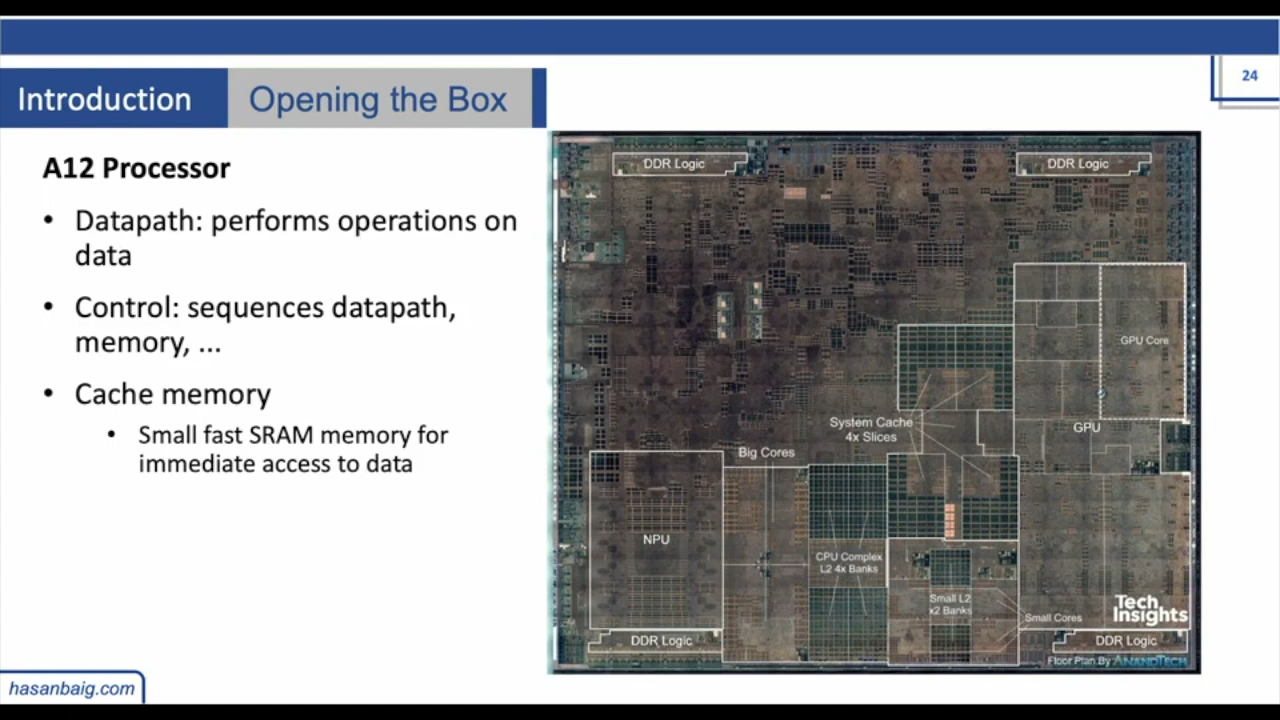 24
Introduction
Opening the Box
A12 Processor
• Datapath: performs operations on
data
• Control: sequences datapath,
memory, ...
• Cache memory
• Small fast SRAM memory for
immediate access to data
DDR Logic
DDR Logic
GPU Core
System Cache
4x Slices
GPU
Big Cores
NPU
CPU Complex
L2 4x Banks
Small L2
x2 Banks
Small Cores
Tech
Insights
DDR Logic
DDR Logic
Floor Plan By ANANDTECH
hasanbaig.com